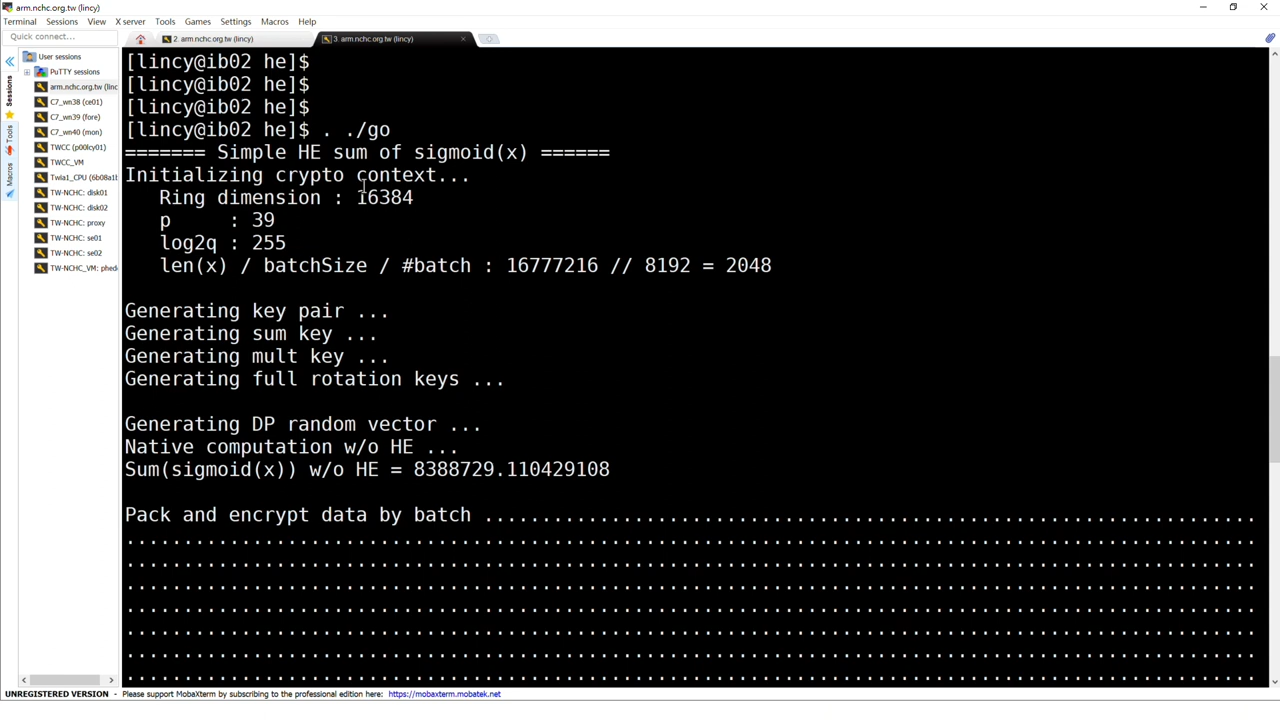 arm.nchc.org.tw (lincy)
Terminal Sessions View X server Tools Games Settings Macros Help
Quick connect...
2. arm.nchc.org.tw (lincy)
3. arm.nchc.org.tw (lincy)
Sessions
Tools
Macros
User sessions
PuTTY sessions
arm.nchc.org.tw (linc
C7_wn38 (ce01)
C7_wn39 (fore)
C7_wn40 (mon)
TWCC (p00lcy01)
TWCC_VM
Twia1_CPU (6b08a1b
TW-NCHC: disk01
TW-NCHC: disk02
TW-NCHC: proxy
TW-NCHC: se01
TW-NCHC: se02
TW-NCHC_VM: phed
[lincy@ib02 he]$
[lincy@ib02 he]$
[lincy@ib02 he]$
[lincy@ib02 he]$ . ./go
======= Simple HE sum of sigmoid(x) ======
Initializing crypto context...
Ring dimension : 16384
p : 39
log2q : 255
len(x) / batchSize / #batch : 16777216 // 8192 = 2048
Generating key pair ...
Generating sum key ...
Generating mult key ...
Generating full rotation keys ...
Generating DP random vector ...
Native computation w/o HE ...
Sum(sigmoid(x)) w/o HE = 8388729.110429108
Pack and encrypt data by batch ...................................................................
..................................................................................................
..................................................................................................
..................................................................................................
..................................................................................................
..................................................................................................
..................................................................................................
..................................................................................................
UNREGISTERED VERSION - Please support MobaXterm by subscribing to the professional edition here: https://mobaxterm.mobatek.net